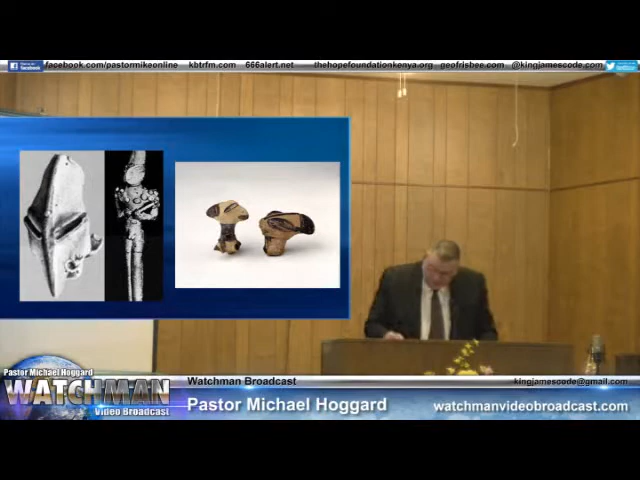 facebook.com/pastormikeonline kbtrfm.com 666alert.net thehopefoundationkenya.org geofrisbee.com @kingjamescode.com
Pastor Michael Hoggard
WATCHMAN
Video Broadcast
Watchman Broadcast
kingjamescode@gmail.com
Pastor Michael Hoggard
watchmanvideobroadcast.com